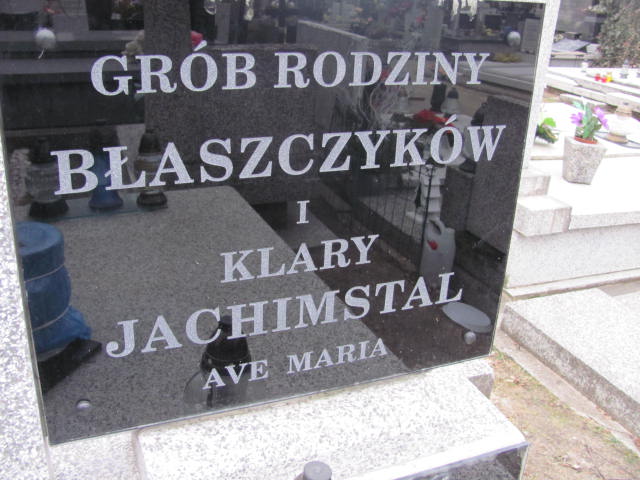 GRÓB RODZINY
BŁASZCZYKÓW
I
KLARY
JACHIMSTAL
AVE MARIA